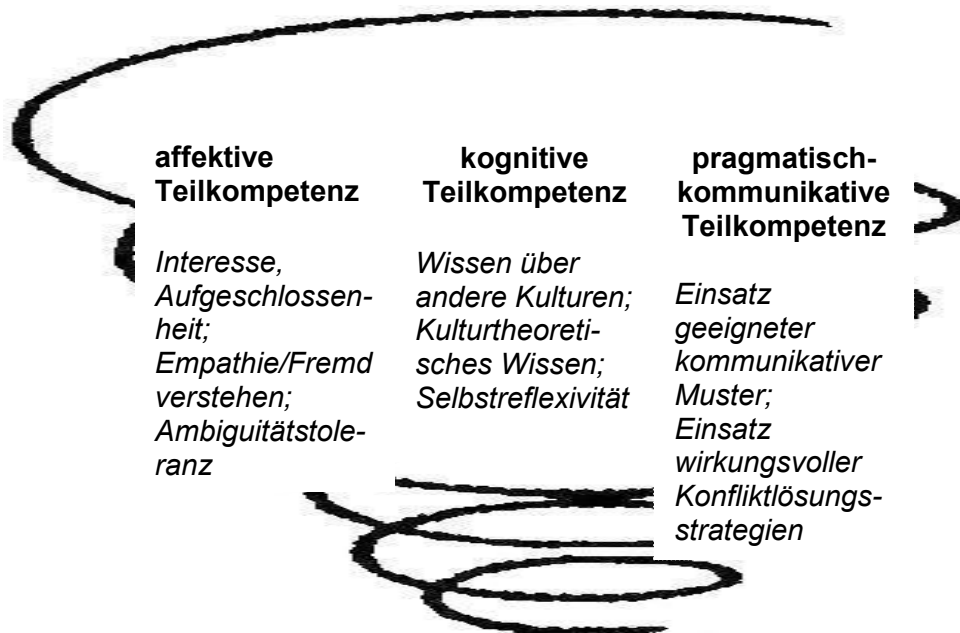 affektive
Teilkompetenz
Interesse,
Aufgeschlossen-
heit;
Empathie/Fremd
verstehen;
Ambiguitätstole-
ranz
kognitive
Teilkompetenz
Wissen über
andere Kulturen;
Kulturtheoreti-
sches Wissen;
Selbstreflexivität
pragmatisch-
kommunikative
Teilkompetenz
Einsatz
geeigneter
kommunikativer
Muster;
Einsatz
wirkungsvoller
Konfliktlösungs-
strategien